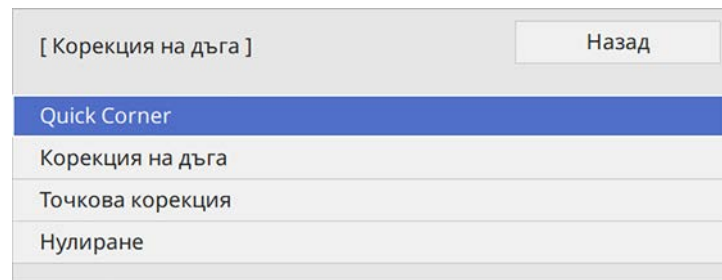 [ Корекция на дъга ]
Назад
Quick Corner
Корекция на дъга
Точкова корекция
Нулиране